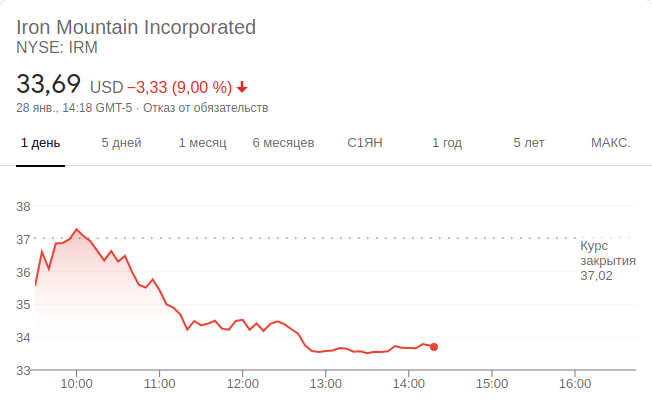 Iron Mountain Incorporated
NYSE: IRM
33,69 USD −3,33 (9,00 %)
28 янв., 14:18 GMT-5 · Отказ от обязательств
1 день 5 дней 1 месяц 6 месяцев С1ЯН 1 год 5 лет МАКС.
38
37
Курс
закрытия
37,02
36
35
34
33
10:00 11:00 12:00 13:00 14:00 15:00 16:00